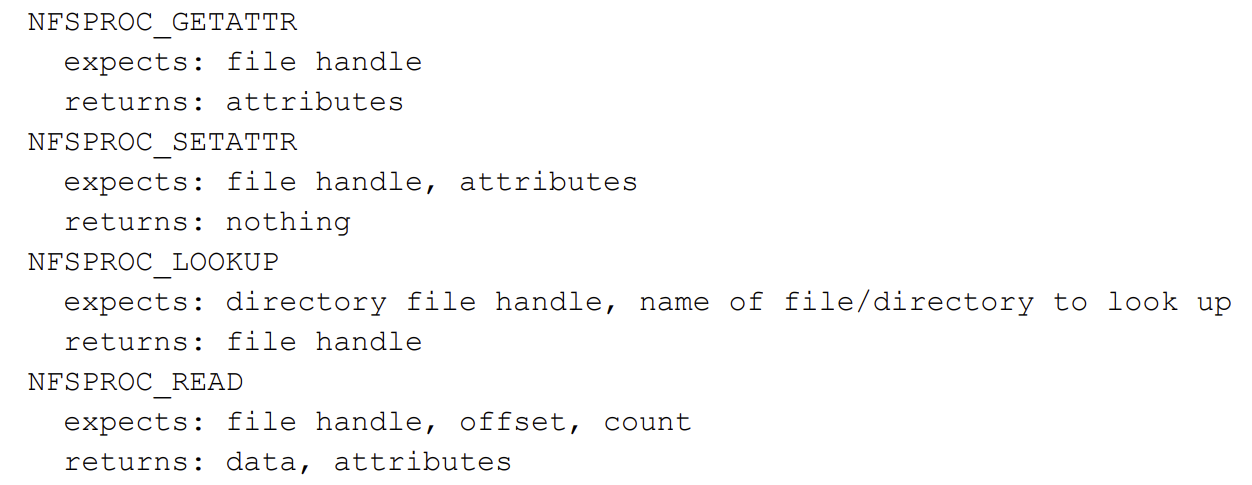 NFSPROC_GETATTR
expects: file handle
returns: attributes
NFSPROC_SETATTR
expects: file handle, attributes
returns: nothing
NFSPROC_LOOKUP
expects: directory file handle, name of file/directory to look up
returns: file handle
NFSPROC_READ
expects: file handle, offset, count
returns: data, attributes